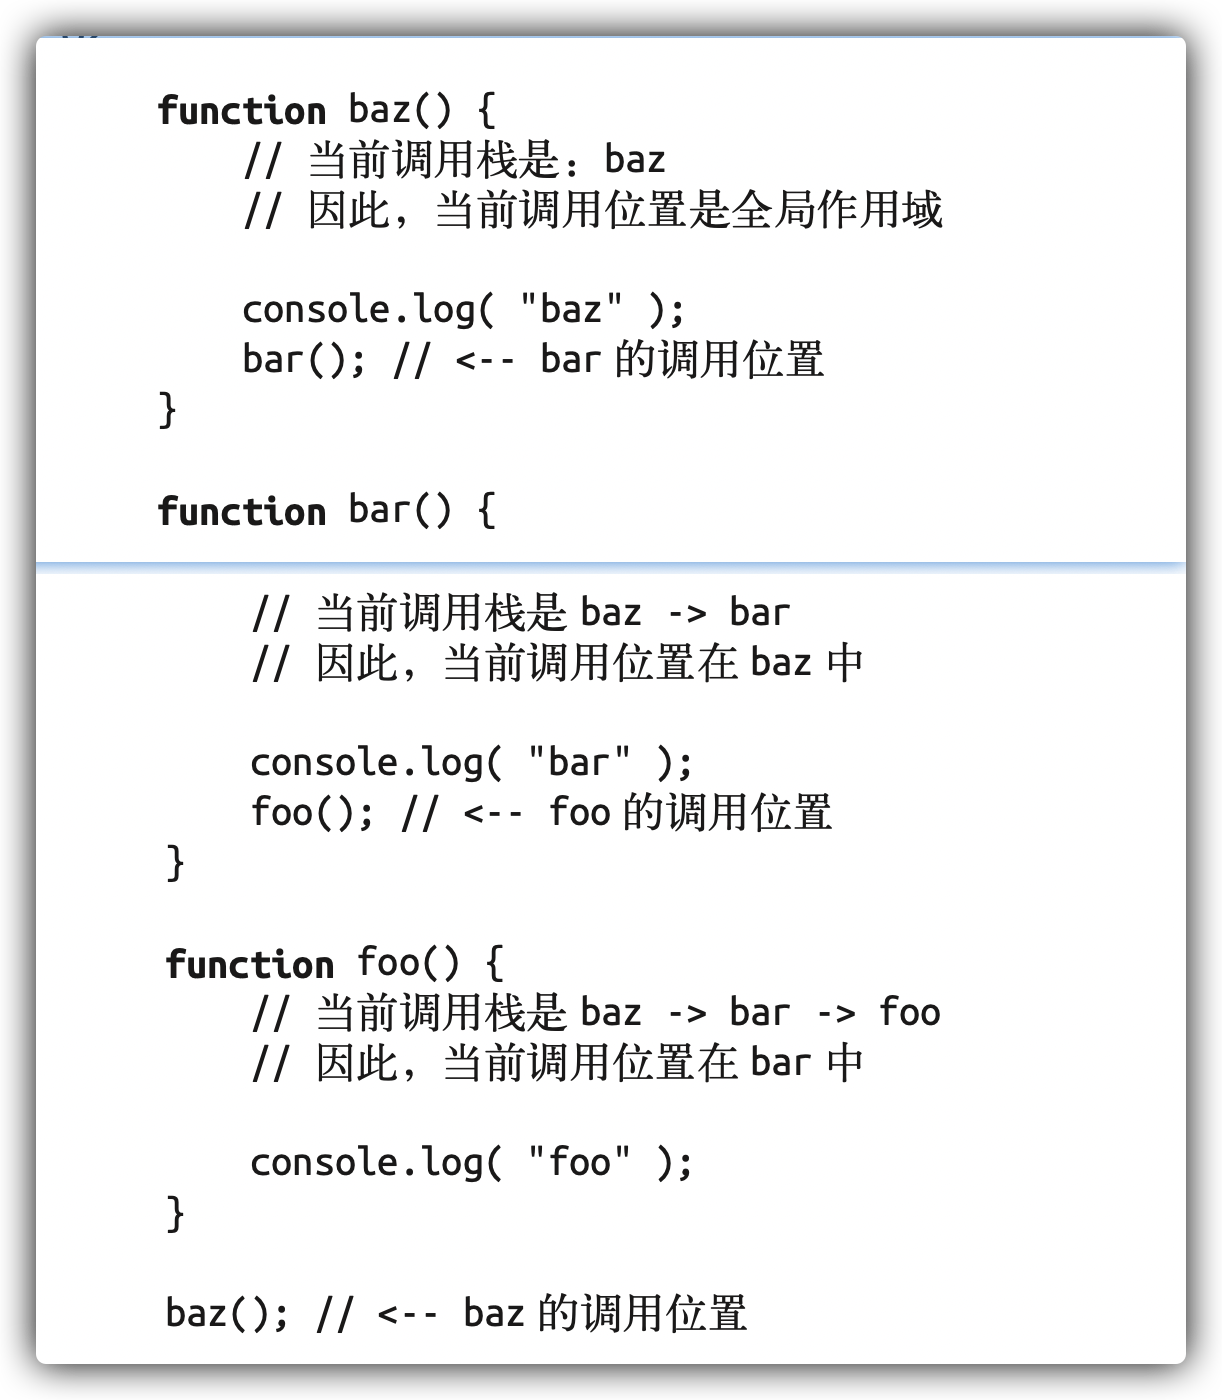 function baz() {
    // 当前调用栈是：baz
    // 因此，当前调用位置是全局作用域

    console.log( "baz" );
    bar(); // <-- bar 的调用位置
}

function bar() {
    // 当前调用栈是 baz -> bar
    // 因此，当前调用位置在 baz 中

    console.log( "bar" );
    foo(); // <-- foo 的调用位置
}

function foo() {
    // 当前调用栈是 baz -> bar -> foo
    // 因此，当前调用位置在 bar 中

    console.log( "foo" );
}

baz(); // <-- baz 的调用位置